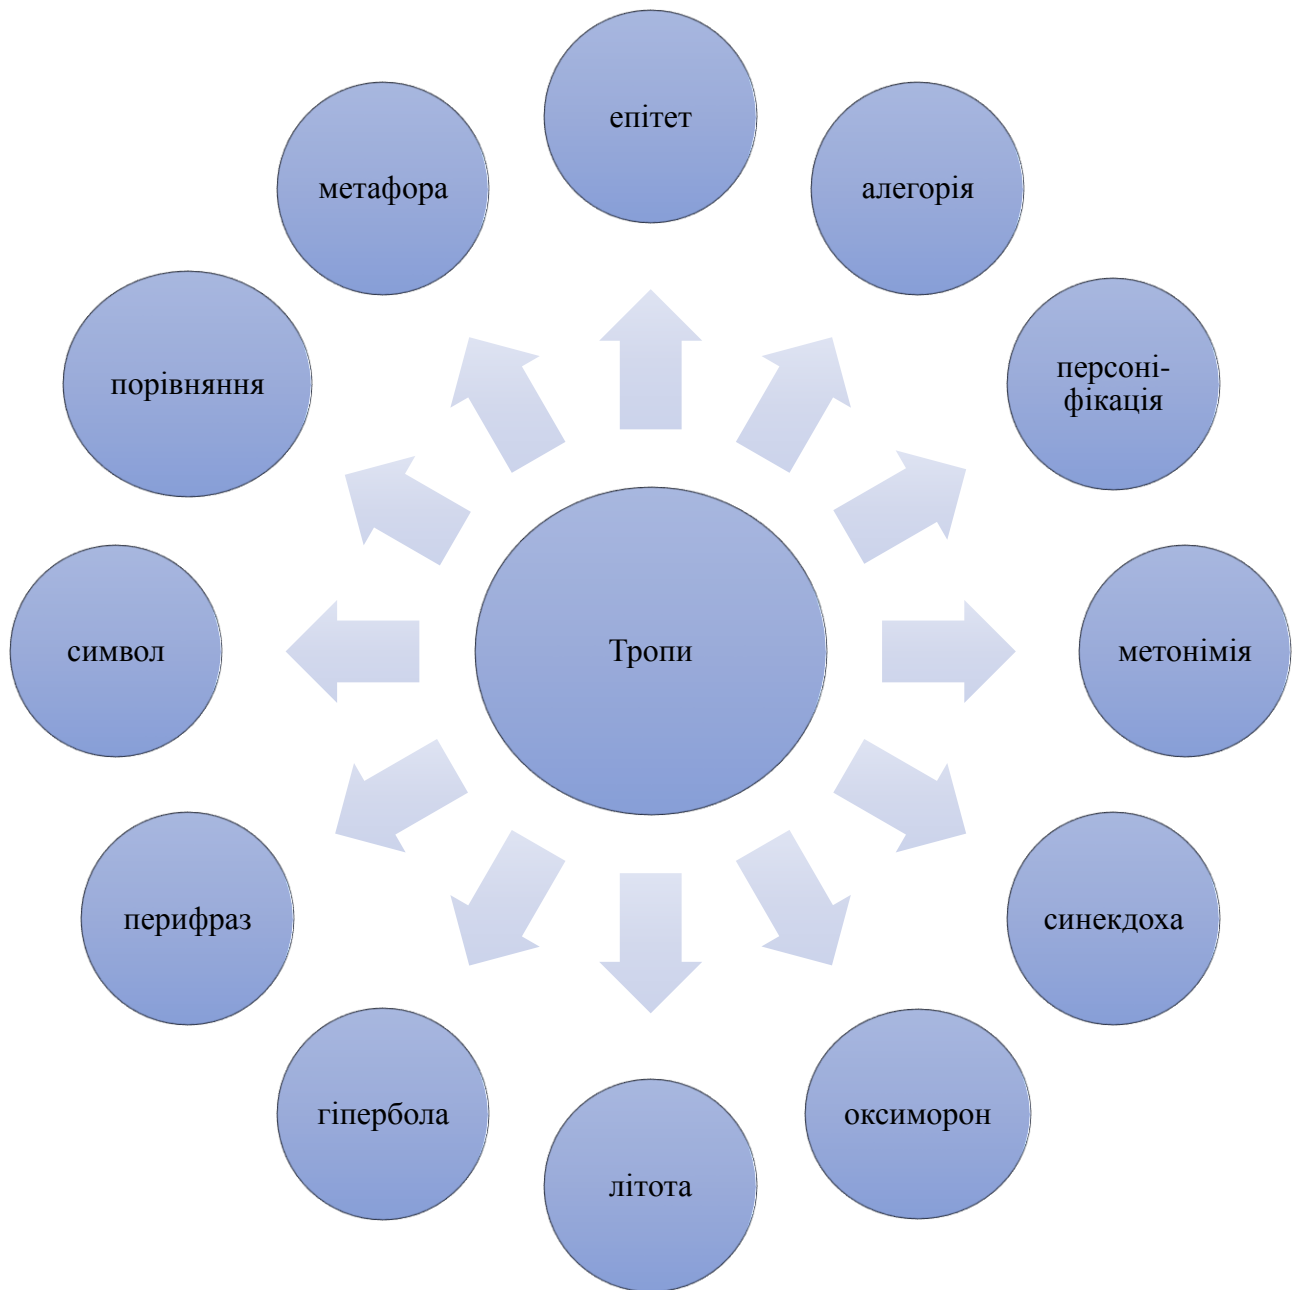 епітет
метафора
алегорія
порівняння
персоні-
фікація
символ
Тропи
метонімія
перифраз
синекдоха
гіпербола
оксиморон
літота